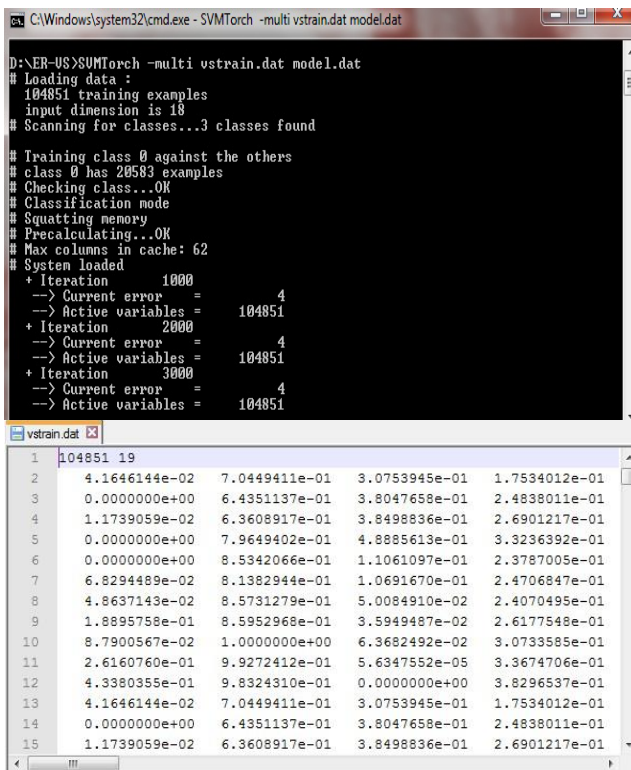 C:\Windows\system32\cmd.exe - SVMTorch -multi vstrain.dat model.dat
D:\ER-VS>SVMTorch -multi vstrain.dat model.dat
# Loading data :
104851 training examples
input dimension is 18
# Scanning for classes...3 classes found
# Training class 0 against the others
# class 0 has 20583 examples
# Checking class...OK
# Classification mode
# Squatting memory
# Precalculating...OK
# Max columns in cache: 62
# System loaded
+ Iteration 1000
--> Current error = 4
--> Active variables = 104851
+ Iteration 2000
--> Current error = 4
--> Active variables = 104851
+ Iteration 3000
--> Current error = 4
--> Active variables = 104851
vstrain.dat
1 104851 19
2 4.1646144e-02 7.0449411e-01 3.0753945e-01 1.7534012e-01
3 0.0000000e+00 6.4351137e-01 3.8047658e-01 2.4838011e-01
4 1.1739059e-02 6.3608917e-01 3.8498836e-01 2.6901217e-01
5 0.0000000e+00 7.9649402e-01 4.8885613e-01 3.3236392e-01
6 0.0000000e+00 8.5342066e-01 1.1061097e-01 2.3787005e-01
7 6.8294489e-02 8.1382944e-01 1.0691670e-01 2.4706847e-01
8 4.8637143e-02 8.5731279e-01 5.0084910e-02 2.4070495e-01
9 1.8895758e-01 8.5952968e-01 3.5949487e-02 2.6177548e-01
10 8.7900567e-02 1.0000000e+00 6.3682492e-02 3.0733585e-01
11 2.6160760e-01 9.9272412e-01 5.6347552e-05 3.3674706e-01
12 4.3380355e-01 9.8324310e-01 0.0000000e+00 3.8296537e-01
13 4.1646144e-02 7.0449411e-01 3.0753945e-01 1.7534012e-01
14 0.0000000e+00 6.4351137e-01 3.8047658e-01 2.4838011e-01
15 1.1739059e-02 6.3608917e-01 3.8498836e-01 2.6901217e-01